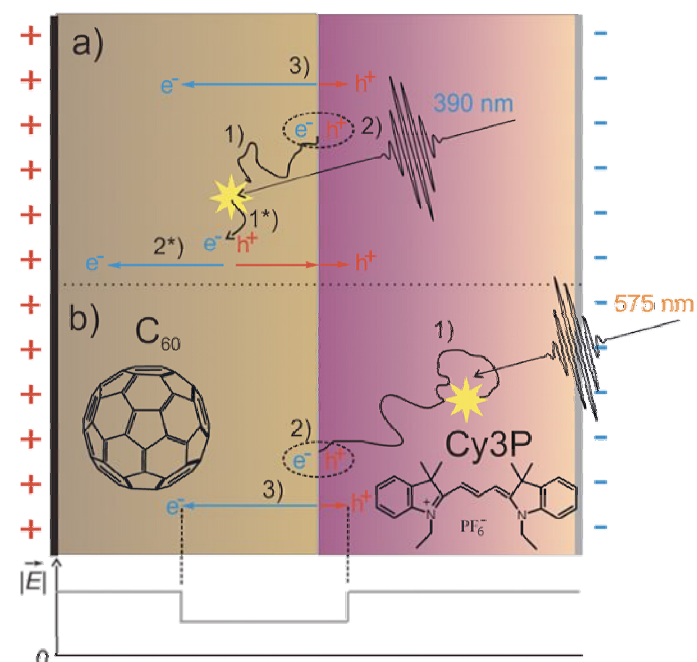 + a) −
3)
+ e⁻ h⁺ −
390 nm
+ e⁻ h⁺ 2) −
1)
+ −
1*)
+ −
e⁻ h⁺
2*)
+ e⁻ h⁺ −
+ −
575 nm
b) C₆₀
1)
+ −
+ −
2)
+ Cy3P −
e⁻ h⁺
+ 3) −
e⁻ h⁺
+
N
+ PF₆⁻ N −
|E⃗|
0